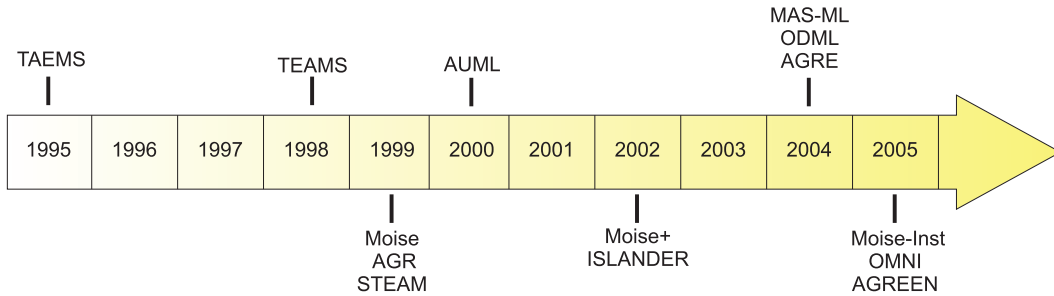 MAS-ML
ODML
AGRE
TAEMS
TEAMS
AUML
1995 1996 1997 1998 1999 2000 2001 2002 2003 2004 2005
Moise
AGR
STEAM
Moise+
ISLANDER
Moise-Inst
OMNI
AGREEN